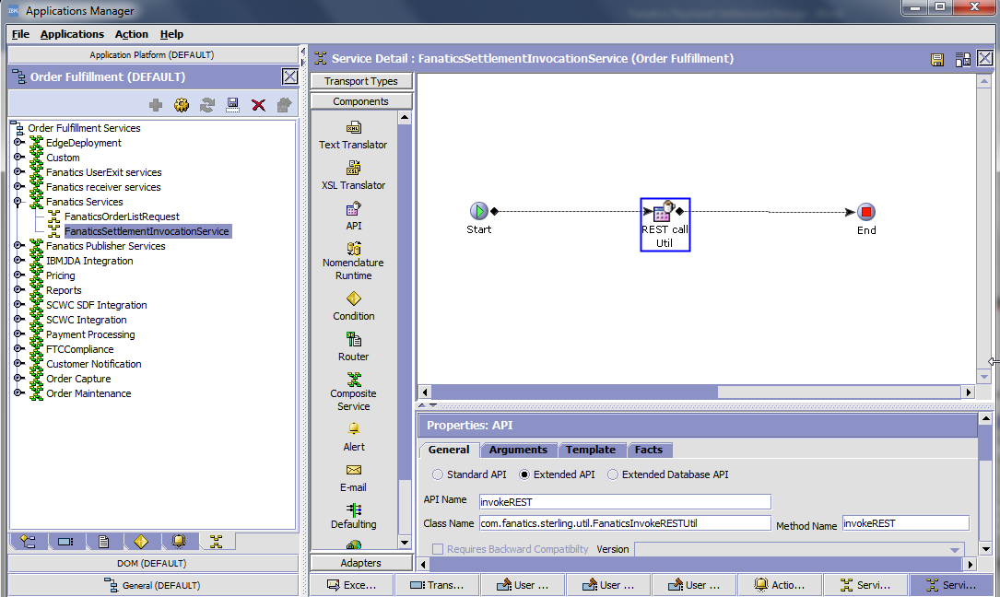 IBM Applications Manager
File Applications Action Help
Application Platform (DEFAULT)
Order Fulfillment (DEFAULT)
Order Fulfillment Services
EdgeDeployment
Custom
Fanatics UserExit services
Fanatics receiver services
Fanatics Services
FanaticsOrderListRequest
FanaticsSettlementInvocationService
Fanatics Publisher Services
IBMJDA Integration
Pricing
Reports
SCWC SDF Integration
SCWC Integration
Payment Processing
FTCCompliance
Customer Notification
Order Capture
Order Maintenance
DOM (DEFAULT)
General (DEFAULT)
Service Detail : FanaticsSettlementInvocationService (Order Fulfillment)
Transport Types
Components
Text Translator
XSL Translator
API
Nomenclature
Runtime
Condition
Router
Composite
Service
Alert
E-mail
Defaulting
Adapters
Start
REST call
Util
End
Properties: API
General Arguments Template Facts
Standard API Extended API Extended Database API
API Name invokeREST
Class Name com.fanatics.sterling.util.FanaticsInvokeRESTUtil Method Name invokeREST
Requires Backward Compatibilty Version
Exce... Trans... User ... User ... User ... Actio... Servi... Servi...